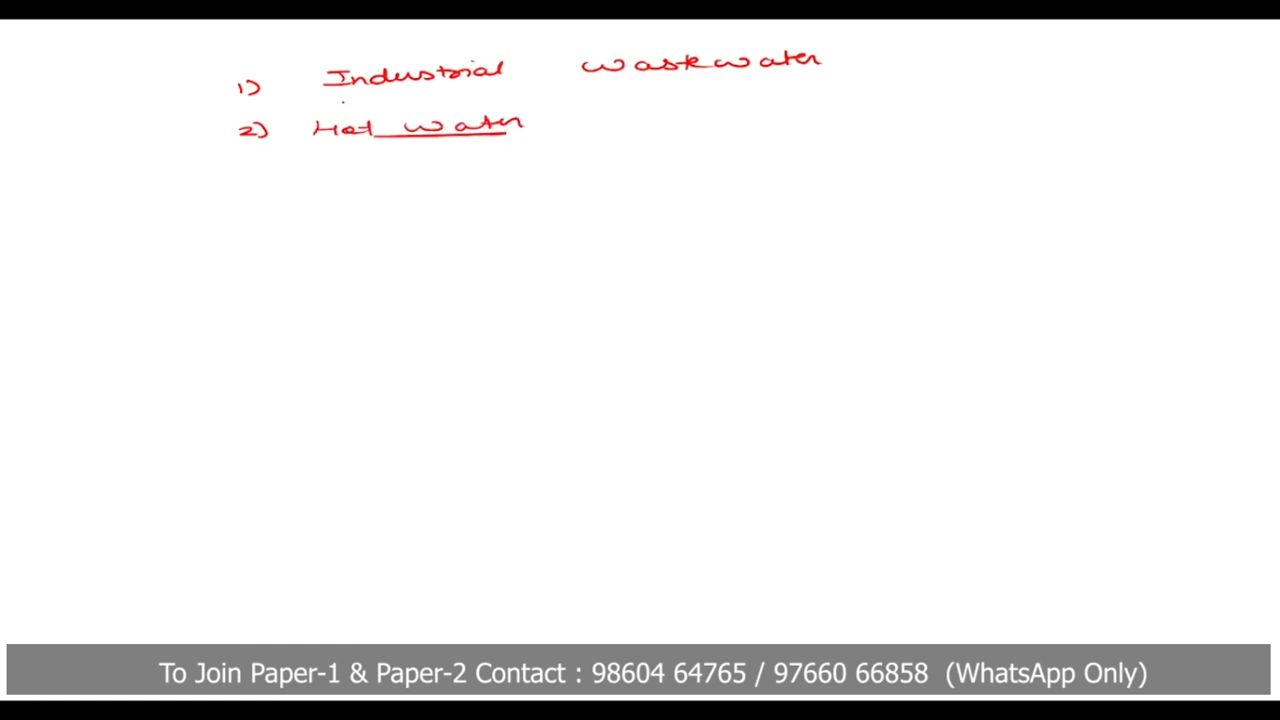 1) Industrial wastewater
2) Hot water
To Join Paper-1 & Paper-2 Contact : 98604 64765 / 97660 66858 (WhatsApp Only)